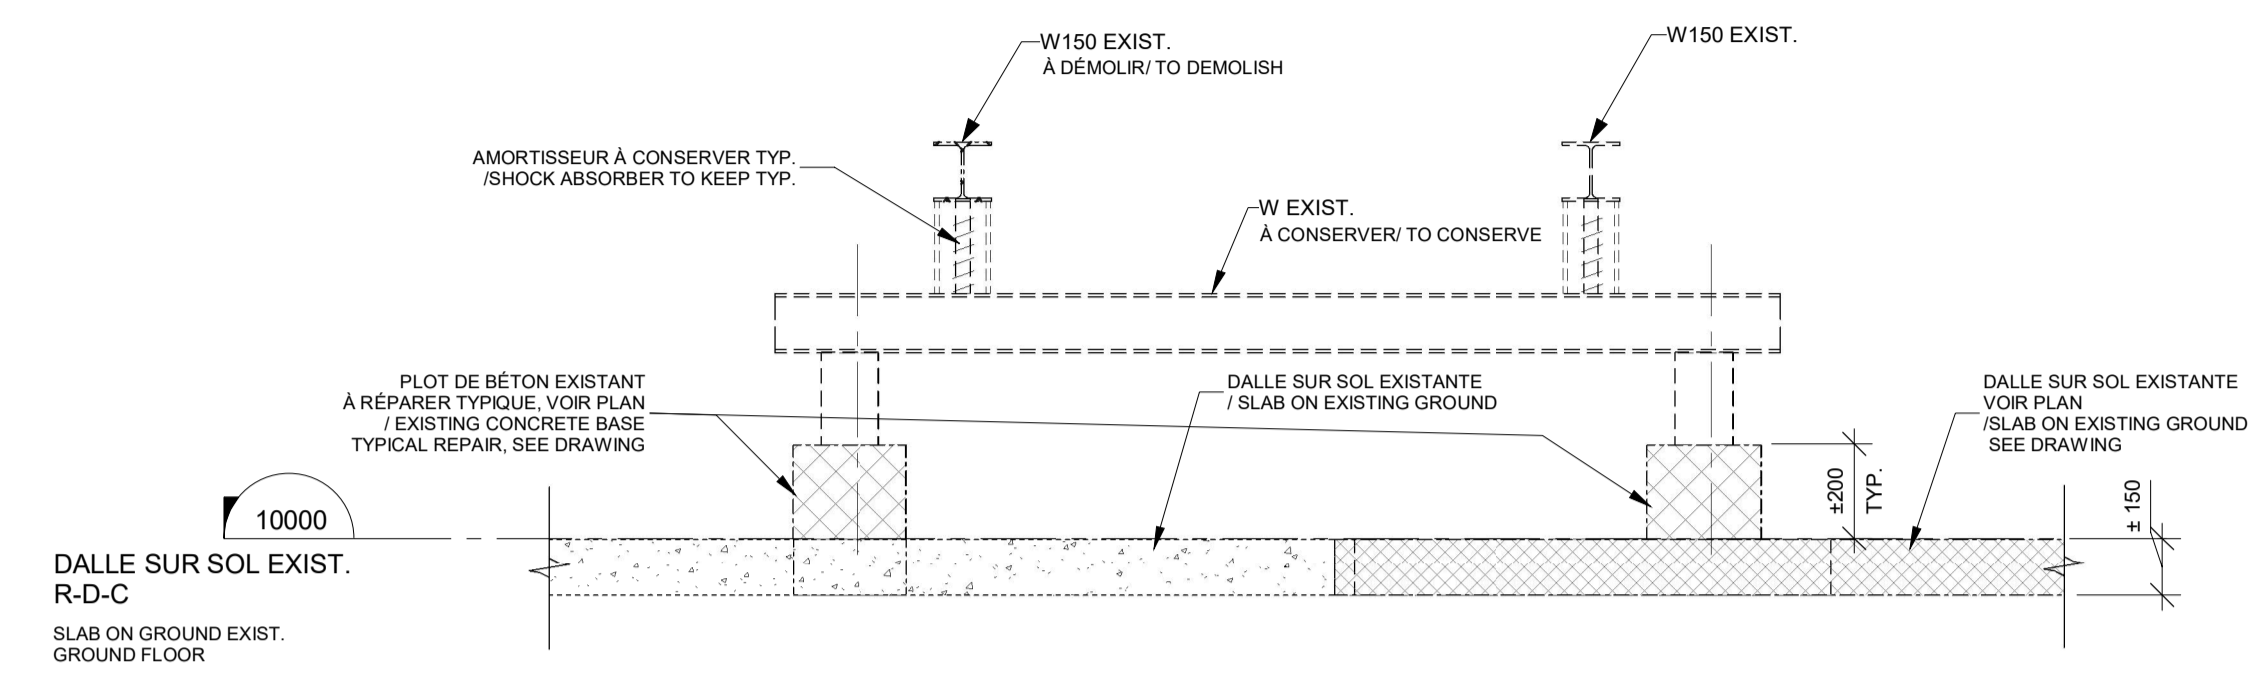 W150 EXIST.
À DÉMOLIR/ TO DEMOLISH
W150 EXIST.
AMORTISSEUR À CONSERVER TYP.
/SHOCK ABSORBER TO KEEP TYP.
W EXIST.
À CONSERVER/ TO CONSERVE
PLOT DE BÉTON EXISTANT
À RÉPARER TYPIQUE, VOIR PLAN
/ EXISTING CONCRETE BASE
TYPICAL REPAIR, SEE DRAWING
DALLE SUR SOL EXISTANTE
/ SLAB ON EXISTING GROUND
DALLE SUR SOL EXISTANTE
VOIR PLAN
/SLAB ON EXISTING GROUND
SEE DRAWING
±200
TYP.
± 150
10000
DALLE SUR SOL EXIST.
R-D-C
SLAB ON GROUND EXIST.
GROUND FLOOR